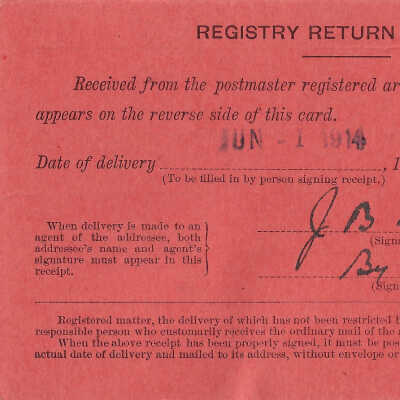 REGISTRY RETURN
Received from the postmaster registered ar
appears on the reverse side of this card.
JUN - 1 1914
Date of delivery ........................, 1
(To be filled in by person signing receipt.)
J B
When delivery is made to an
agent of the addressee, both
addressee's name and agent's
signature must appear in this
receipt.
(Sign
By
(Sign
Registered matter, the delivery of which has not been restricted b
responsible person who customarily receives the ordinary mail of the a
When the above receipt has been properly signed, it must be pos
actual date of delivery and mailed to its address, without envelope or